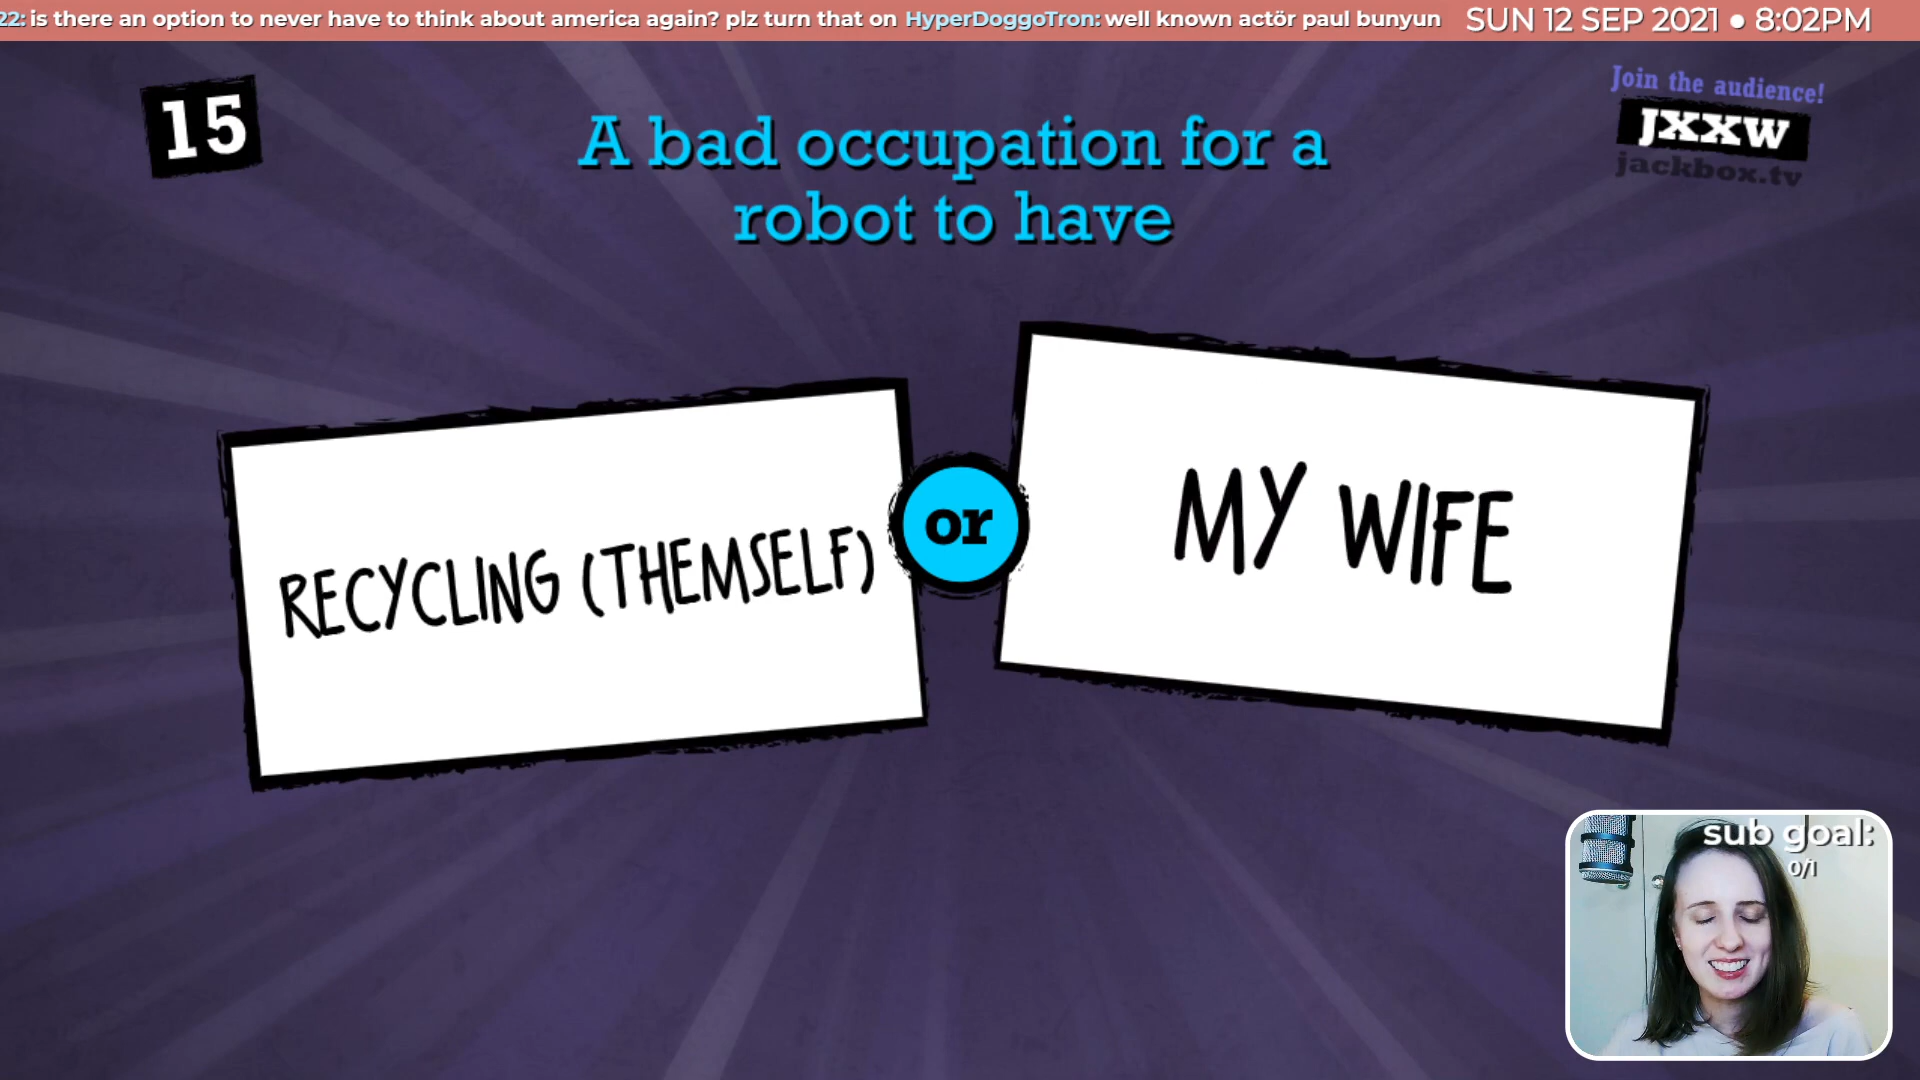 22: is there an option to never have to think about america again? plz turn that on HyperDoggoTron: well known actör paul bunyun
SUN 12 SEP 2021 ● 8:02PM
15
A bad occupation for a
robot to have
Join the audience!
JXXW
jackbox.tv
RECYCLING (THEMSELF)
or
MY WIFE
sub goal:
0/1